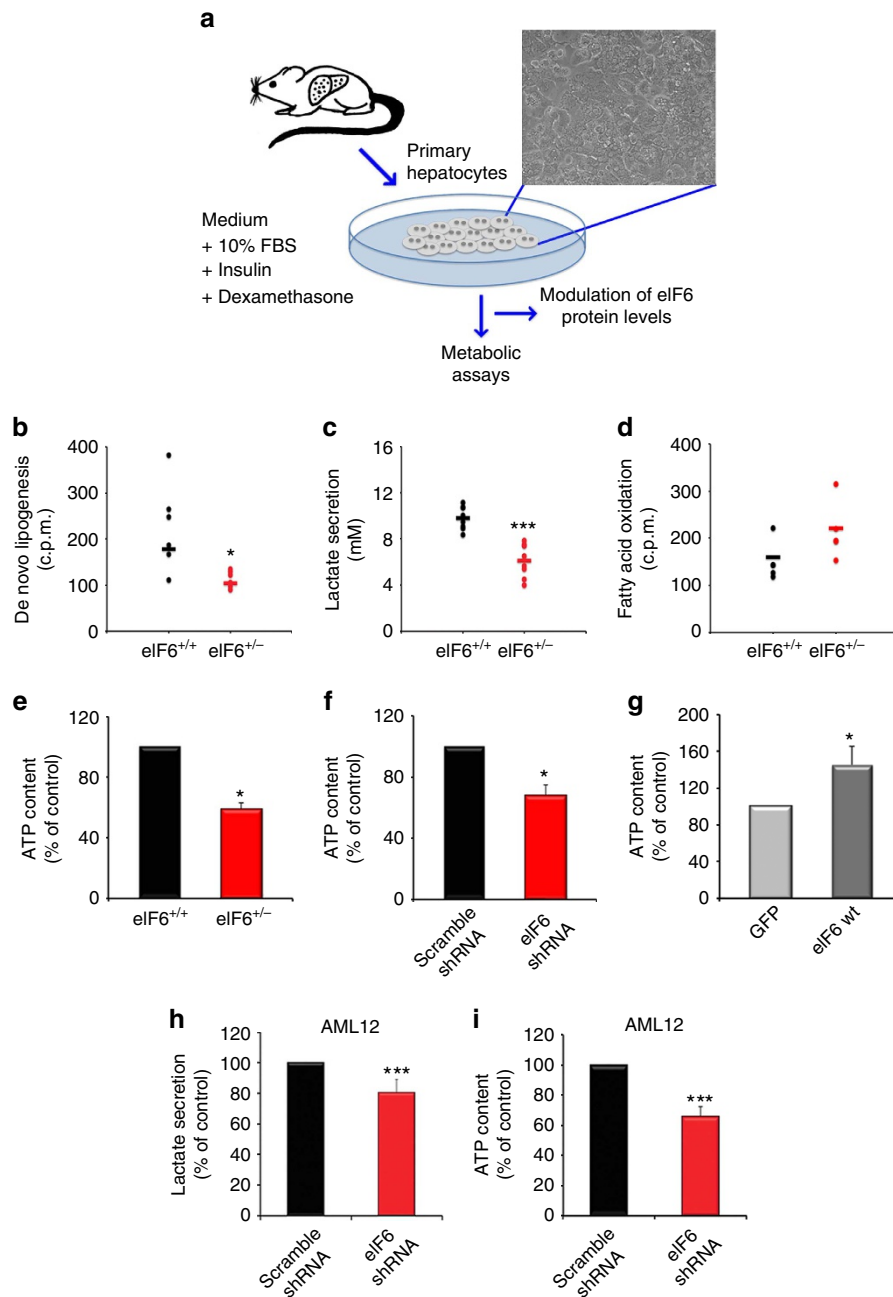 a
Primary
hepatocytes
Medium
+ 10% FBS
+ Insulin
+ Dexamethasone
Modulation of eIF6
protein levels
Metabolic
assays
b
De novo lipogenesis
(c.p.m.)
400
300
200
100
0
*
eIF6+/+ eIF6+/–
c
Lactate secretion
(mM)
16
12
8
4
0
***
eIF6+/+ eIF6+/–
d
Fatty acid oxidation
(c.p.m.)
400
300
200
100
0
eIF6+/+ eIF6+/–
e
ATP content
(% of control)
120
80
40
0
*
eIF6+/+ eIF6+/–
f
ATP content
(% of control)
120
80
40
0
*
Scramble
shRNA
eIF6
shRNA
g
ATP content
(% of control)
200
160
120
80
40
0
*
GFP
eIF6 wt
h
AML12
Lactate secretion
(% of control)
120
100
80
60
40
20
0
***
Scramble
shRNA
eIF6
shRNA
i
AML12
ATP content
(% of control)
120
100
80
60
40
20
0
***
Scramble
shRNA
eIF6
shRNA